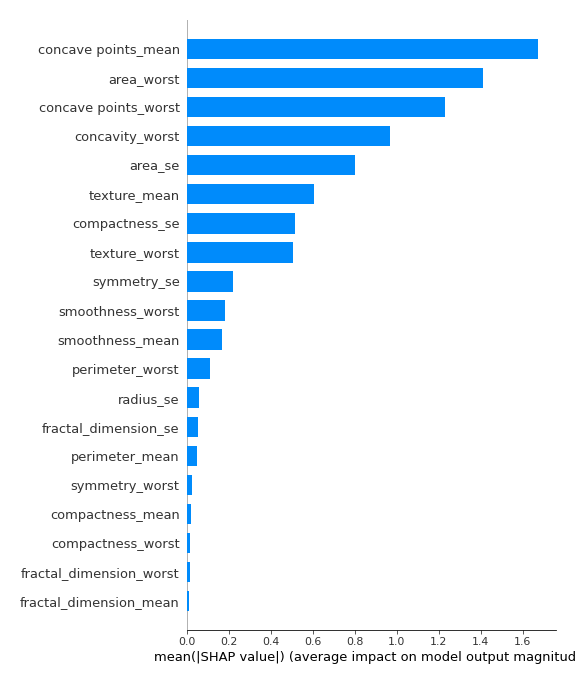 concave points_mean
area_worst
concave points_worst
concavity_worst
area_se
texture_mean
compactness_se
texture_worst
symmetry_se
smoothness_worst
smoothness_mean
perimeter_worst
radius_se
fractal_dimension_se
perimeter_mean
symmetry_worst
compactness_mean
compactness_worst
fractal_dimension_worst
fractal_dimension_mean
0.0 0.2 0.4 0.6 0.8 1.0 1.2 1.4 1.6
mean(|SHAP value|) (average impact on model output magnitud